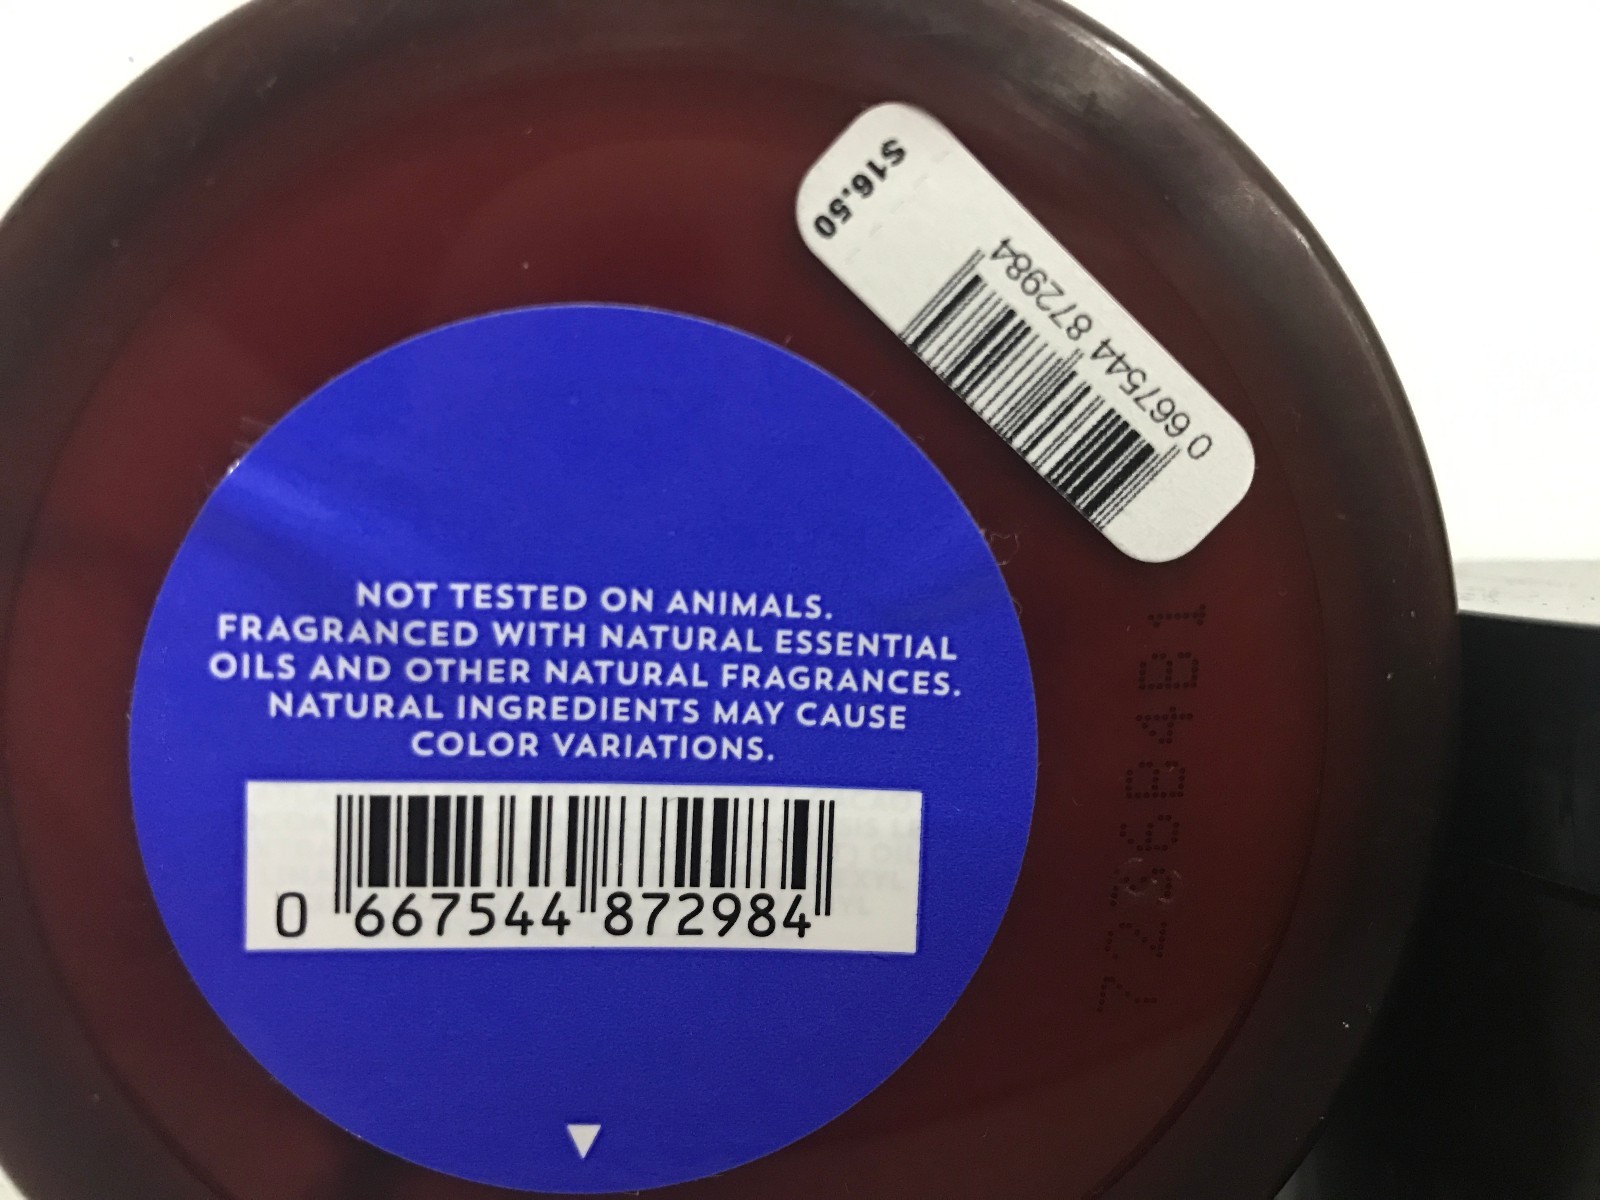 $16.50
0 667544 872984
NOT TESTED ON ANIMALS.
FRAGRANCED WITH NATURAL ESSENTIAL
OILS AND OTHER NATURAL FRAGRANCES.
NATURAL INGREDIENTS MAY CAUSE
COLOR VARIATIONS.
0 667544 872984
7236B4B1